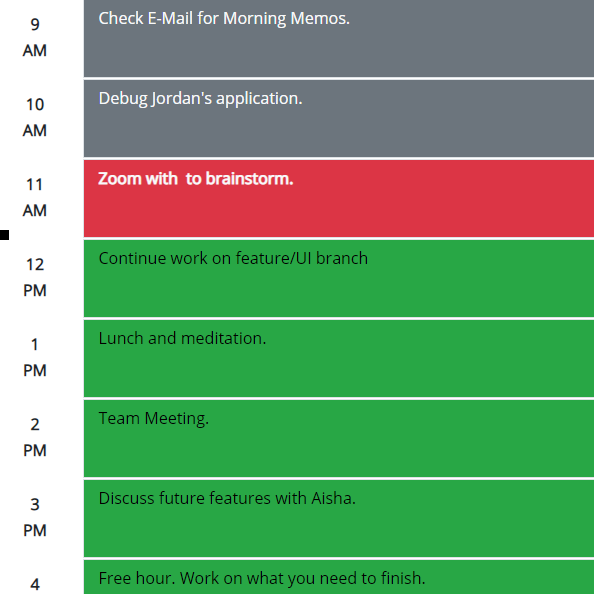 9
AM
Check E-Mail for Morning Memos.
10
AM
Debug Jordan's application.
11
AM
Zoom with  to brainstorm.
12
PM
Continue work on feature/UI branch
1
PM
Lunch and meditation.
2
PM
Team Meeting.
3
PM
Discuss future features with Aisha.
4
Free hour. Work on what you need to finish.